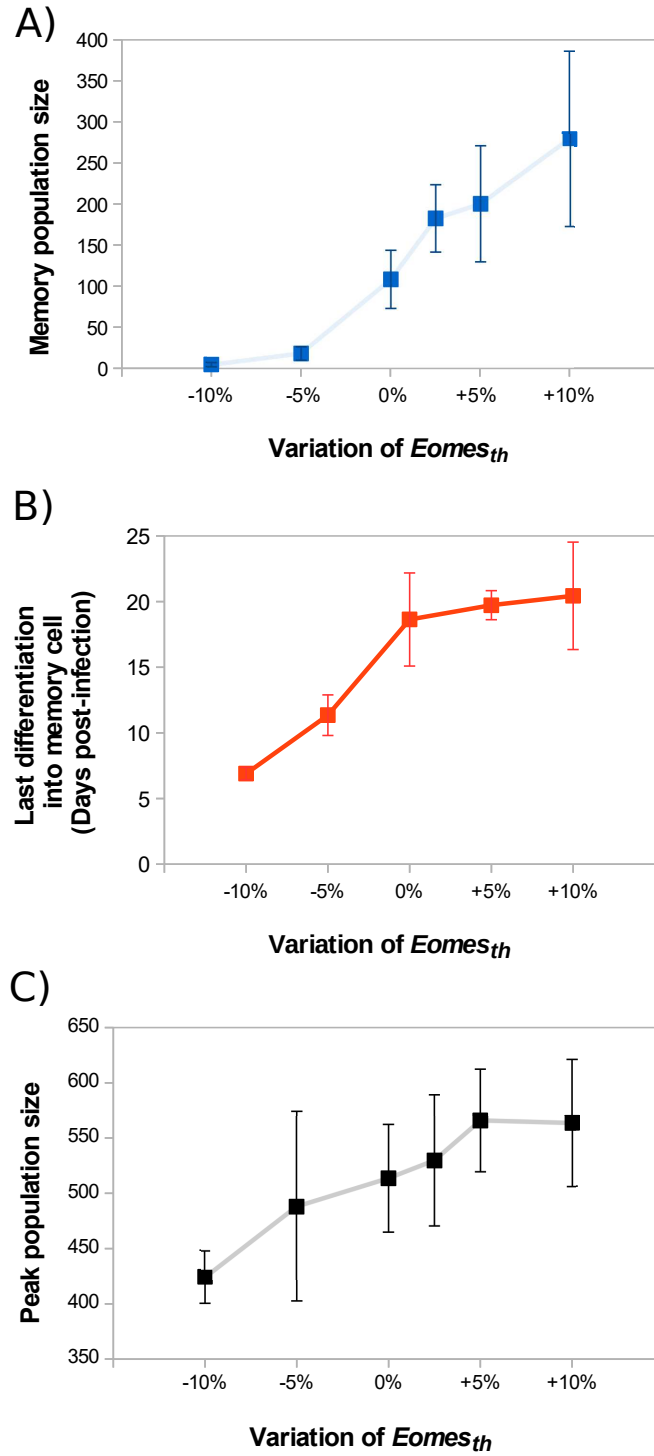 A)
400
350
300
250
200
150
100
50
0
Memory population size
-10% -5% 0% +5% +10%
Variation of Eomesth
B)
25
20
15
10
5
0
Last differentiation
into memory cell
(Days post-infection)
-10% -5% 0% +5% +10%
Variation of Eomesth
C)
650
600
550
500
450
400
350
Peak population size
-10% -5% 0% +5% +10%
Variation of Eomesth